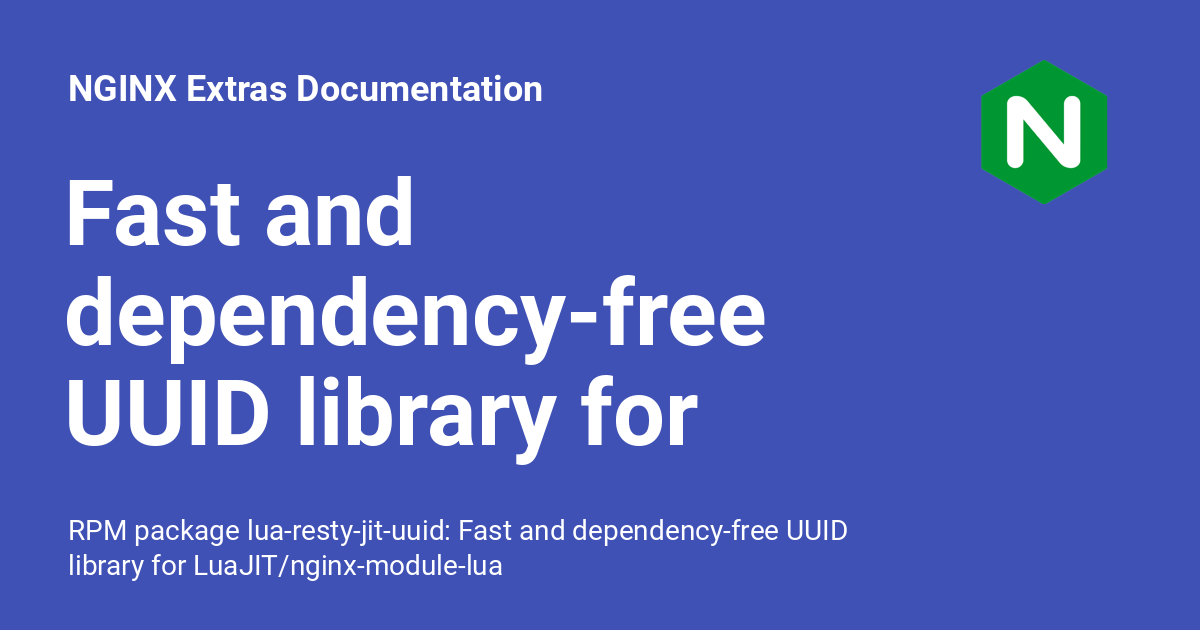 NGINX Extras Documentation
N
Fast and
dependency-free
UUID library for
RPM package lua-resty-jit-uuid: Fast and dependency-free UUID
library for LuaJIT/nginx-module-lua